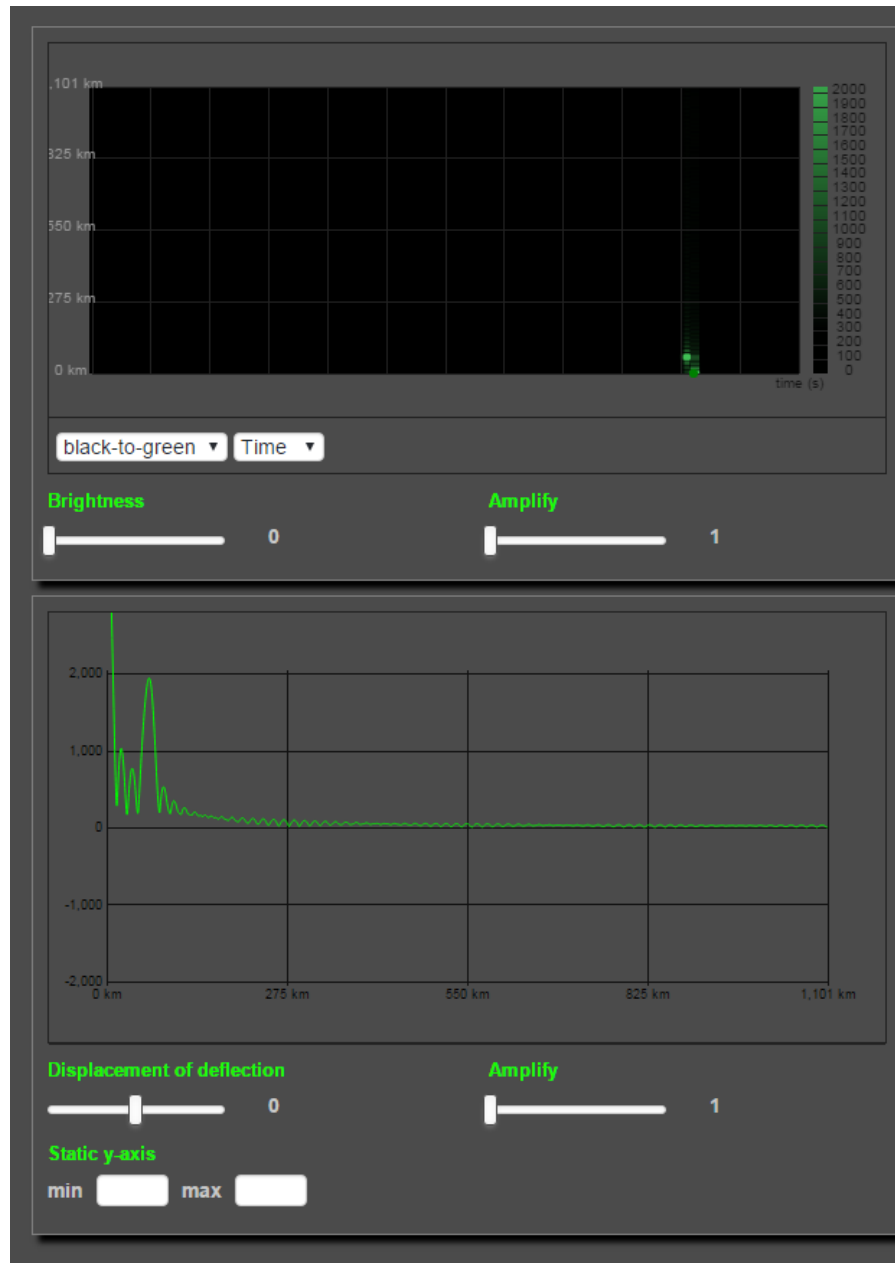 ,101 km
825 km
550 km
275 km
0 km
2000
1900
1800
1700
1600
1500
1400
1300
1200
1100
1000
900
800
700
600
500
400
300
200
100
0
time (s)
black-to-green Time
Brightness Amplify
0 1
2,000
1,000
0
-1,000
-2,000
0 km 275 km 550 km 825 km 1,101 km
Displacement of deflection Amplify
0 1
Static y-axis
min max